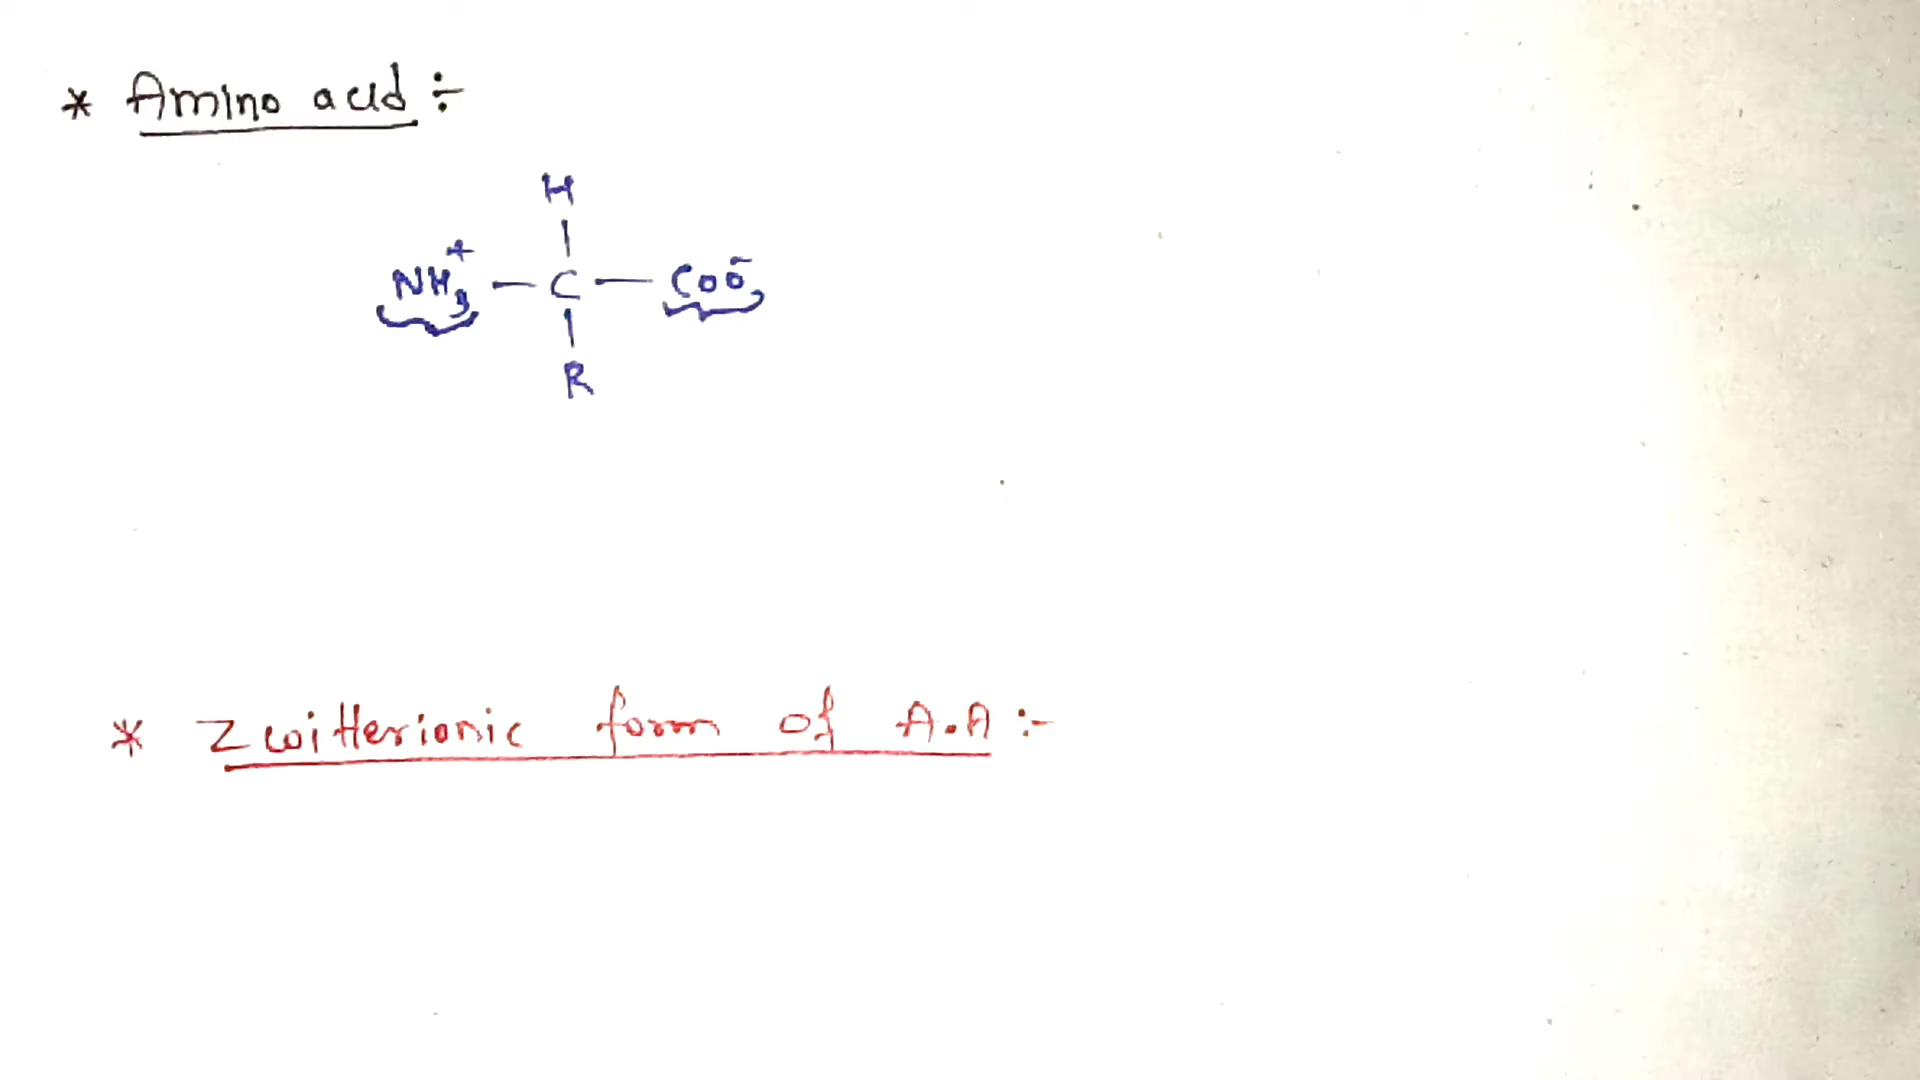 * Amino acid ÷
H
|
NH₃⁺ — C — COO⁻
|
R
* Zwitterionic form of A.A :-